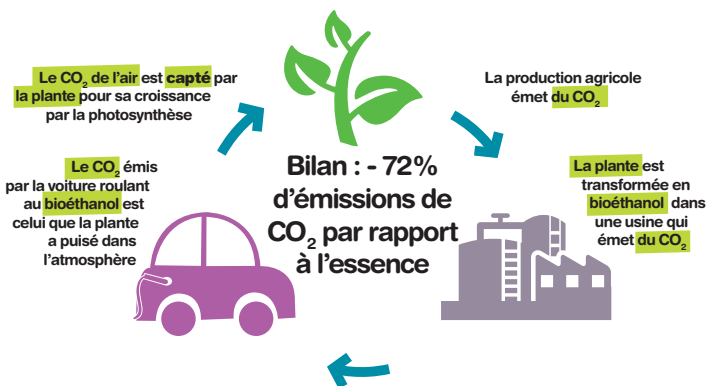 Le CO₂ de l'air est capté par
la plante pour sa croissance
par la photosynthèse
La production agricole
émet du CO₂
La plante est
transformée en
bioéthanol dans
une usine qui
émet du CO₂
Le CO₂ émis
par la voiture roulant
au bioéthanol est
celui que la plante
a puisé dans
l'atmosphère
Bilan : - 72%
d'émissions de
CO₂ par rapport
à l'essence